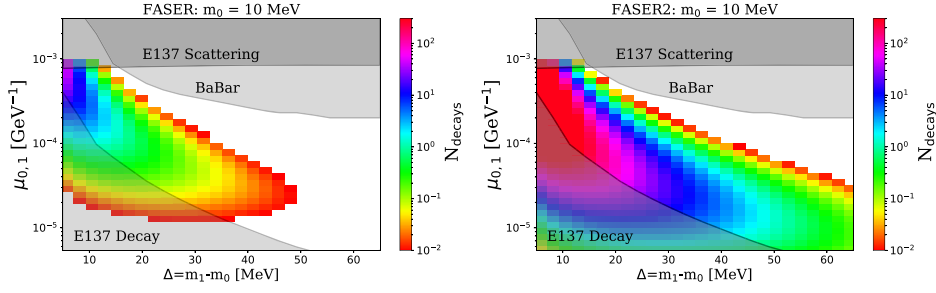 FASER: m₀ = 10 MeV
μ₀,₁ [GeV⁻¹]
10⁻³
10⁻⁴
10⁻⁵
E137 Scattering
BaBar
E137 Decay
10 20 30 40 50 60
Δ=m₁-m₀ [MeV]
10²
10¹
10⁰
10⁻¹
10⁻²
N_decays
FASER2: m₀ = 10 MeV
μ₀,₁ [GeV⁻¹]
10⁻³
10⁻⁴
10⁻⁵
E137 Scattering
BaBar
E137 Decay
10 20 30 40 50 60
Δ=m₁-m₀ [MeV]
10²
10¹
10⁰
10⁻¹
10⁻²
N_decays